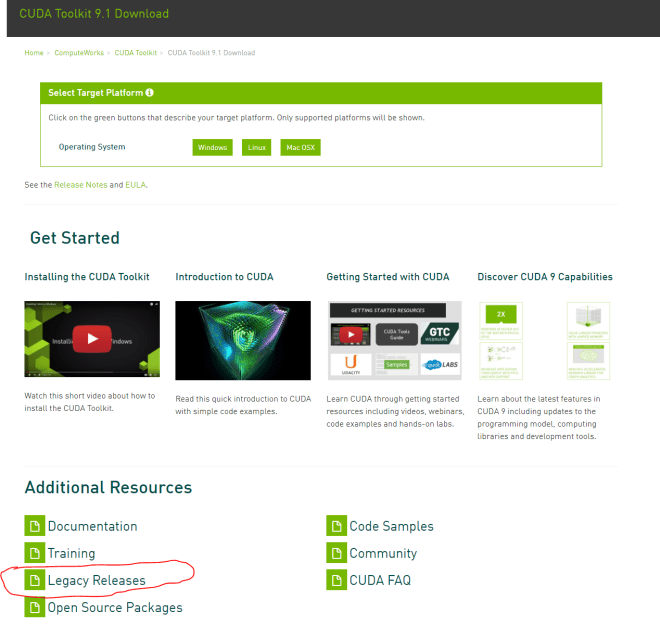 CUDA Toolkit 9.1 Download
Home > ComputeWorks > CUDA Toolkit > CUDA Toolkit 9.1 Download
Select Target Platform
Click on the green buttons that describe your target platform. Only supported platforms will be shown.
Operating System Windows Linux Mac OSX
See the Release Notes and EULA.
Get Started
Installing the CUDA Toolkit
Introduction to CUDA
Getting Started with CUDA
Discover CUDA 9 Capabilities
GETTING STARTED RESOURCES
CUDA Tools
Guide
GTC
WEBINARS
UDACITY
Samples
LABS
2X
Watch this short video about how to
install the CUDA Toolkit.
Read this quick introduction to CUDA
with simple code examples.
Learn CUDA through getting started
resources including videos, webinars,
code examples and hands-on labs.
Learn about the latest features in
CUDA 9 including updates to the
programming model, computing
libraries and development tools.
Additional Resources
Documentation
Training
Legacy Releases
Open Source Packages
Code Samples
Community
CUDA FAQ